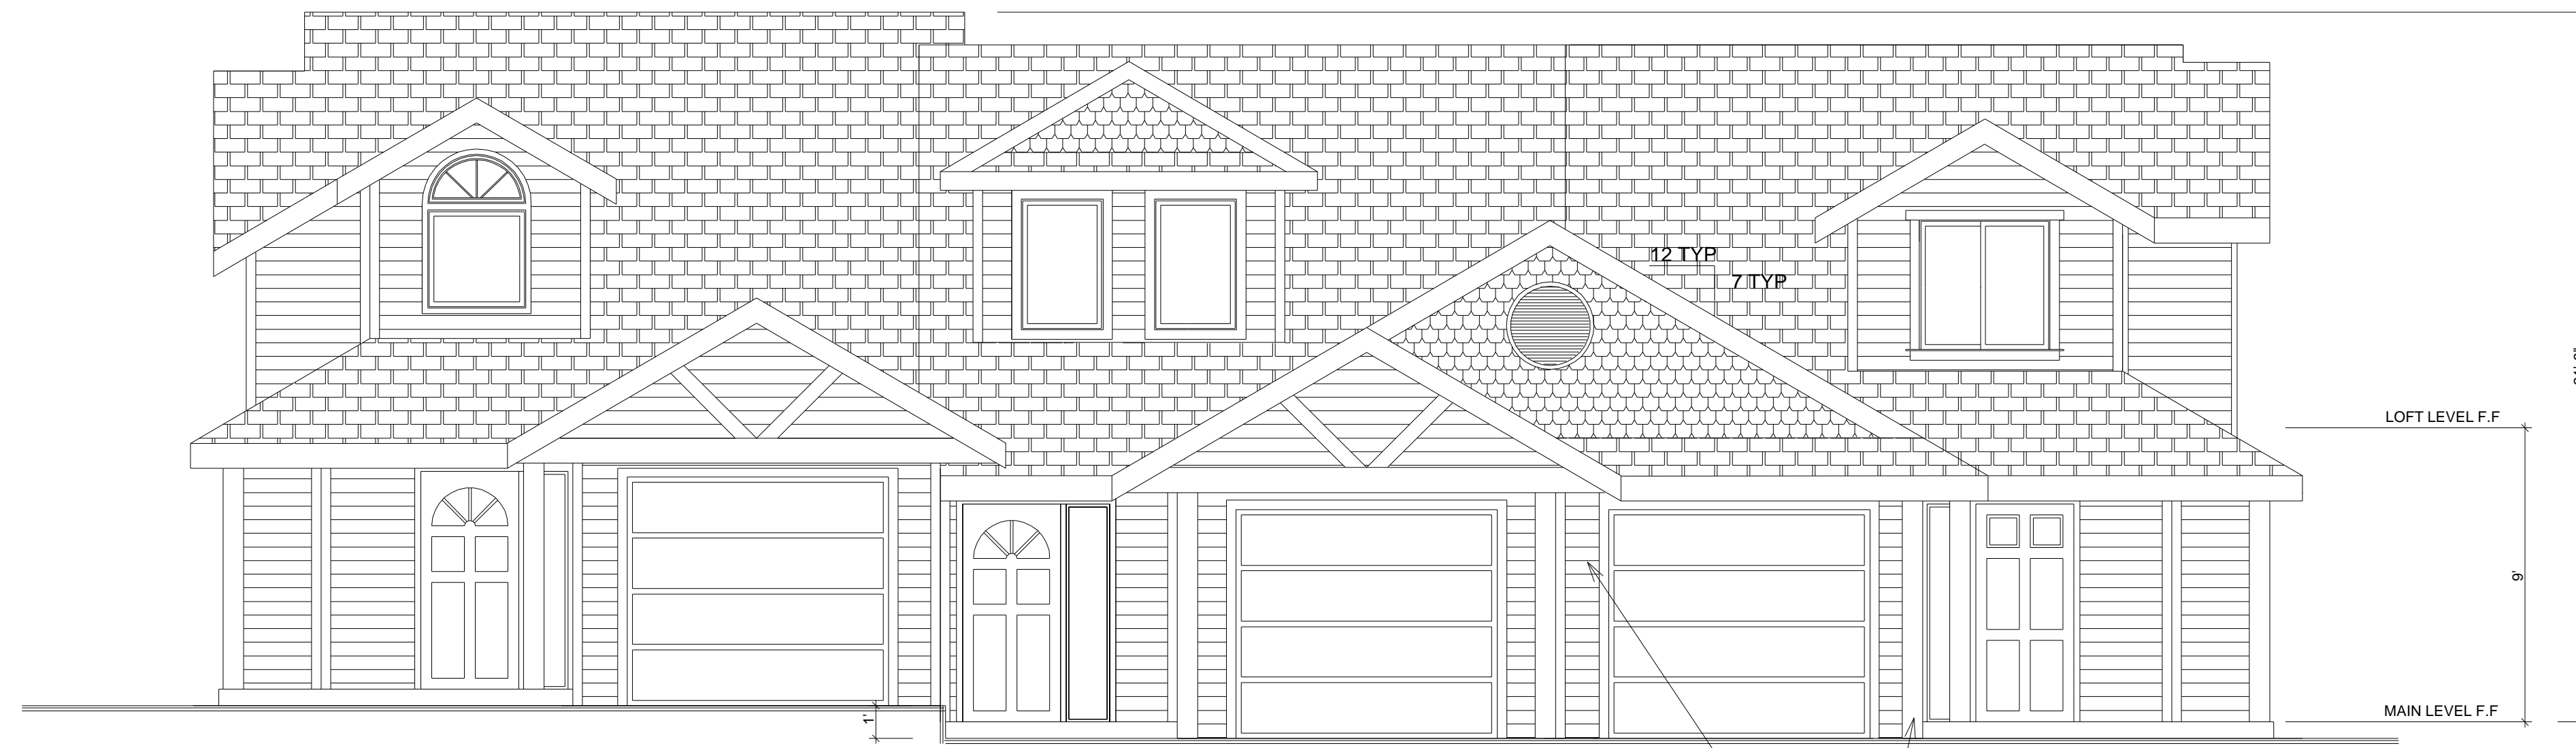 12 TYP
7 TYP
LOFT LEVEL F.F
9'
MAIN LEVEL F.F
1'